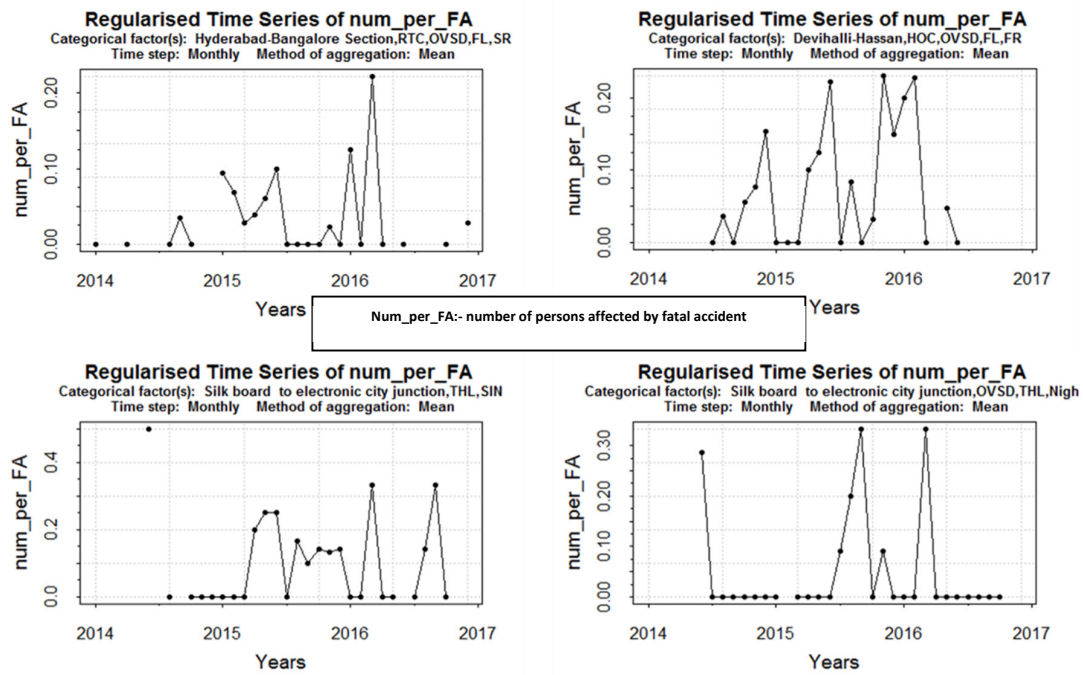 Regularised Time Series of num_per_FA
Categorical factor(s): Hyderabad-Bangalore Section,RTC,OVSD,FL,SR
Time step: Monthly Method of aggregation: Mean
num_per_FA
0.20
0.10
0.00
2014 2015 2016 2017
Years
Regularised Time Series of num_per_FA
Categorical factor(s): Devihalli-Hassan,HOC,OVSD,FL,FR
Time step: Monthly Method of aggregation: Mean
num_per_FA
0.20
0.10
0.00
2014 2015 2016 2017
Years
Num_per_FA:- number of persons affected by fatal accident
Regularised Time Series of num_per_FA
Categorical factor(s): Silk board to electronic city junction,THL,SIN
Time step: Monthly Method of aggregation: Mean
num_per_FA
0.4
0.2
0.0
2014 2015 2016 2017
Years
Regularised Time Series of num_per_FA
Categorical factor(s): Silk board to electronic city junction,OVSD,THL,Nigh
Time step: Monthly Method of aggregation: Mean
num_per_FA
0.30
0.20
0.10
0.00
2014 2015 2016 2017
Years